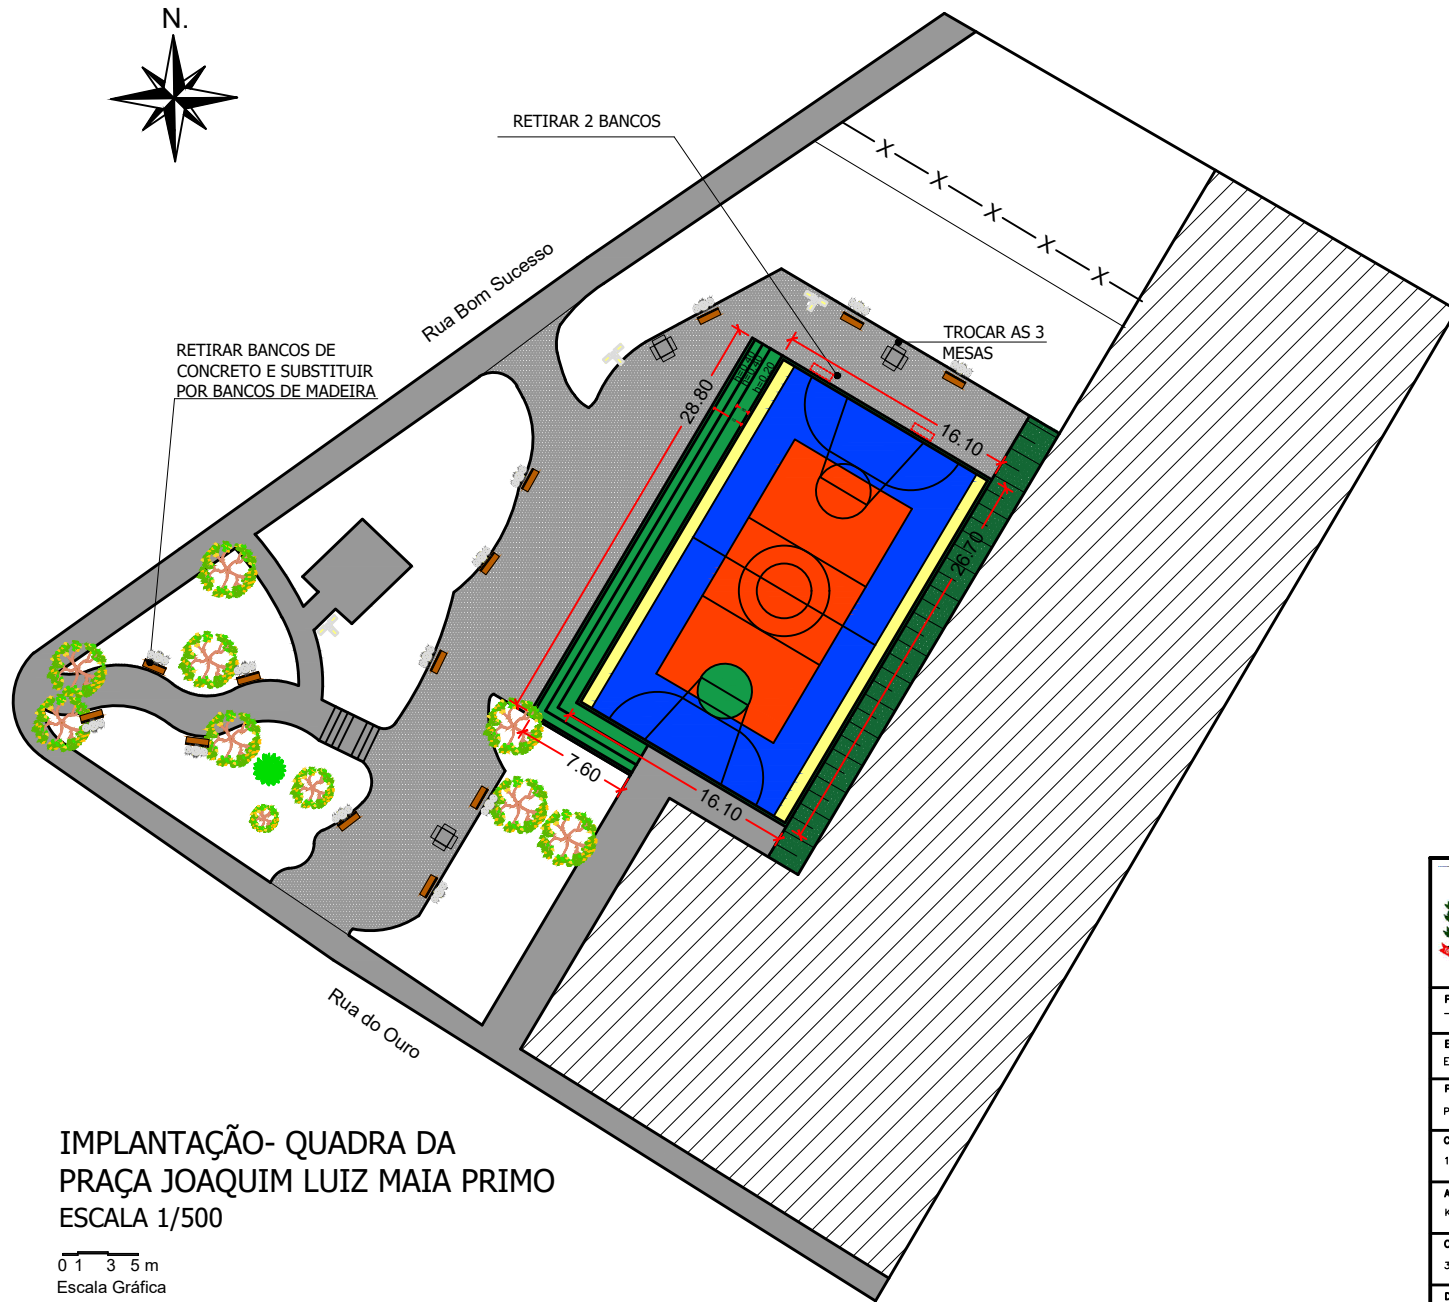 N.
RETIRAR 2 BANCOS
Rua Bom Sucesso
TROCAR AS 3
MESAS
RETIRAR BANCOS DE
CONCRETO E SUBSTITUIR
POR BANCOS DE MADEIRA
X
X
X
X
X
h=0.20
28.80
16.10
26.70
7.60
16.10
Rua do Ouro
IMPLANTAÇÃO- QUADRA DA
PRAÇA JOAQUIM LUIZ MAIA PRIMO
ESCALA 1/500
0 1 3 5 m
Escala Gráfica